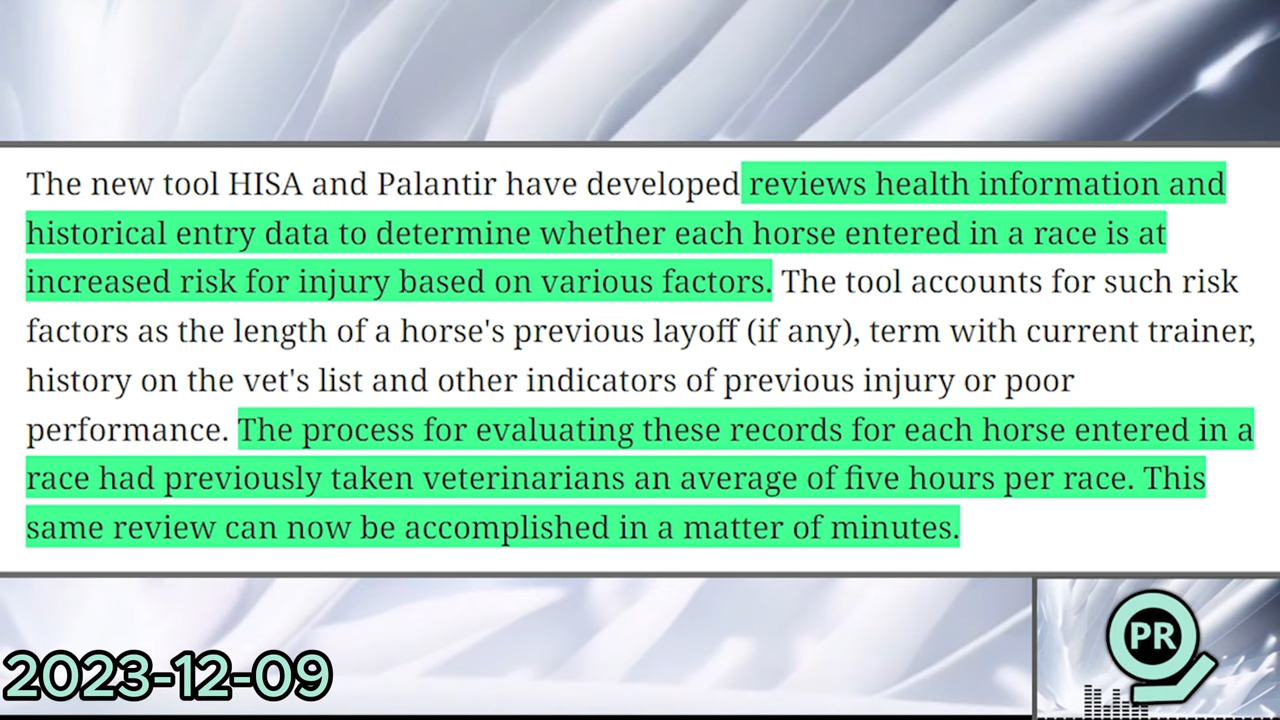 The new tool HISA and Palantir have developed reviews health information and
historical entry data to determine whether each horse entered in a race is at
increased risk for injury based on various factors. The tool accounts for such risk
factors as the length of a horse's previous layoff (if any), term with current trainer,
history on the vet's list and other indicators of previous injury or poor
performance. The process for evaluating these records for each horse entered in a
race had previously taken veterinarians an average of five hours per race. This
same review can now be accomplished in a matter of minutes.
2023-12-09
PR